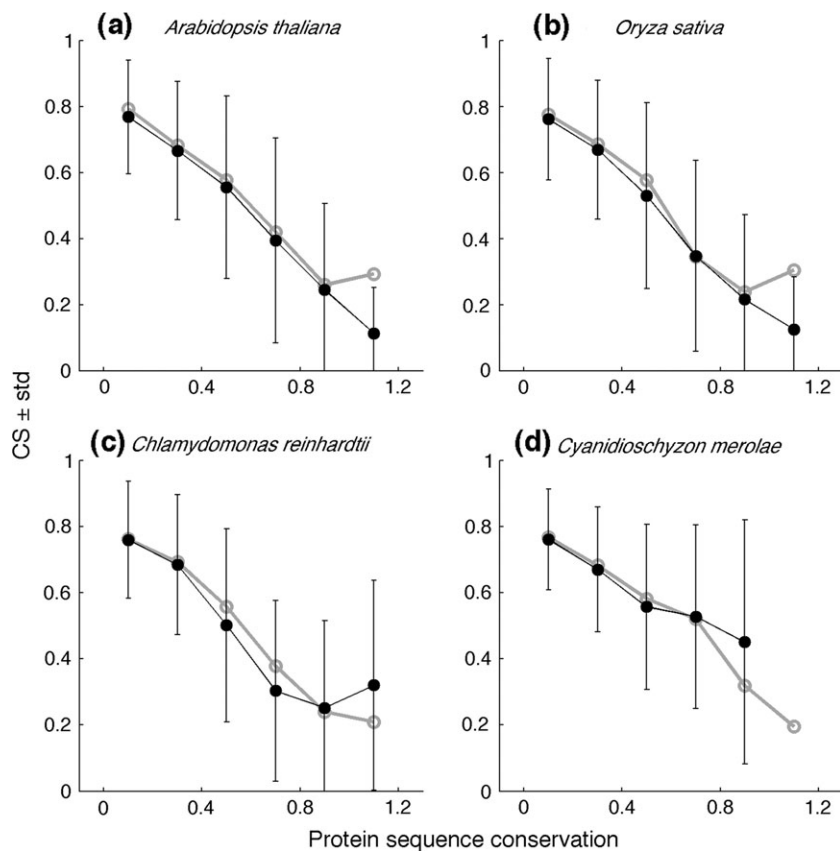 (a) Arabidopsis thaliana
(b) Oryza sativa
1
0.8
0.6
0.4
0.2
0
0 0.4 0.8 1.2
1
0.8
0.6
0.4
0.2
0
0 0.4 0.8 1.2
CS ± std
(c) Chlamydomonas reinhardtii
(d) Cyanidioschyzon merolae
1
0.8
0.6
0.4
0.2
0
0 0.4 0.8 1.2
1
0.8
0.6
0.4
0.2
0
0 0.4 0.8 1.2
Protein sequence conservation